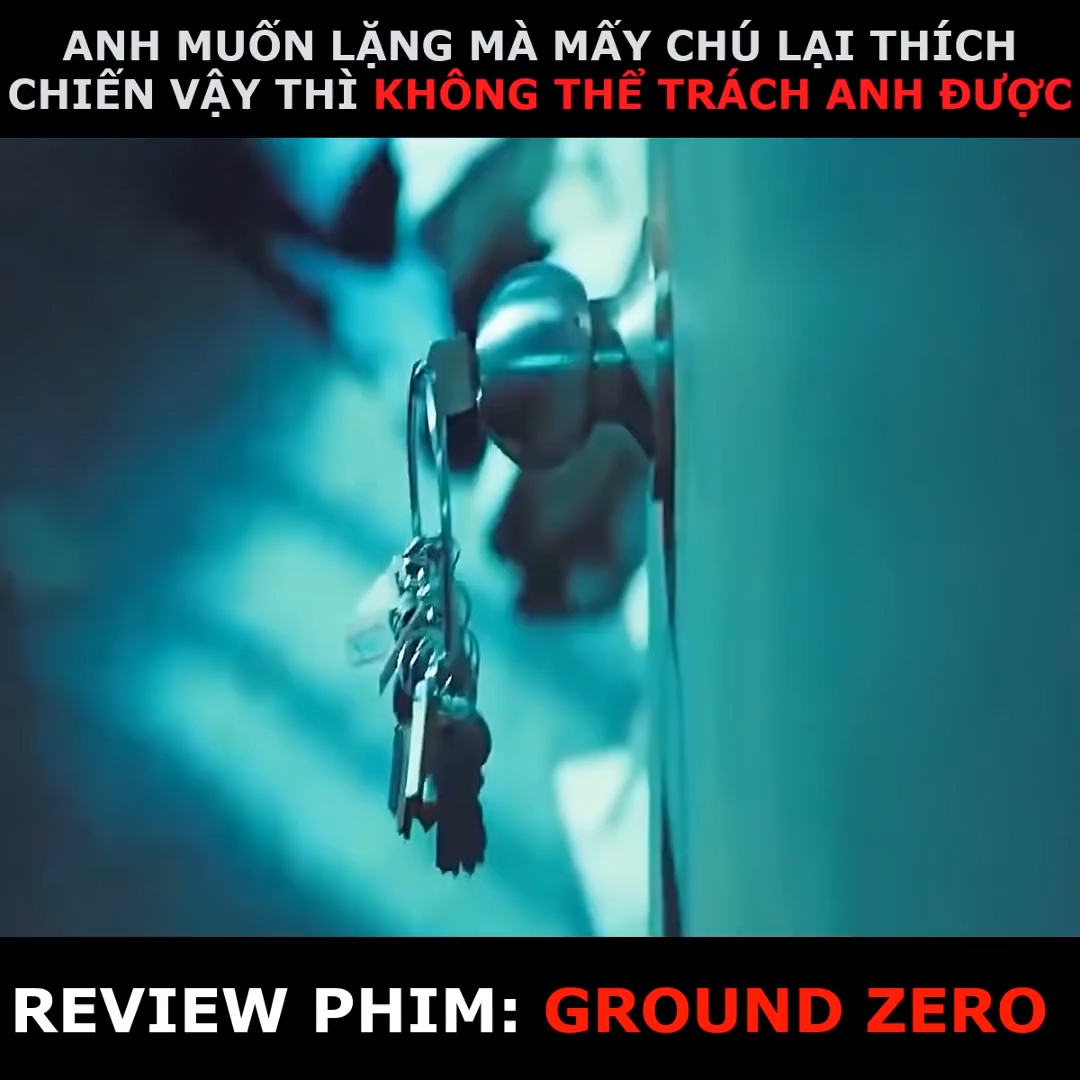 ANH MUỐN LẶNG MÀ MẤY CHÚ LẠI THÍCH
CHIẾN VẬY THÌ KHÔNG THỂ TRÁCH ANH ĐƯỢC
REVIEW PHIM: GROUND ZERO